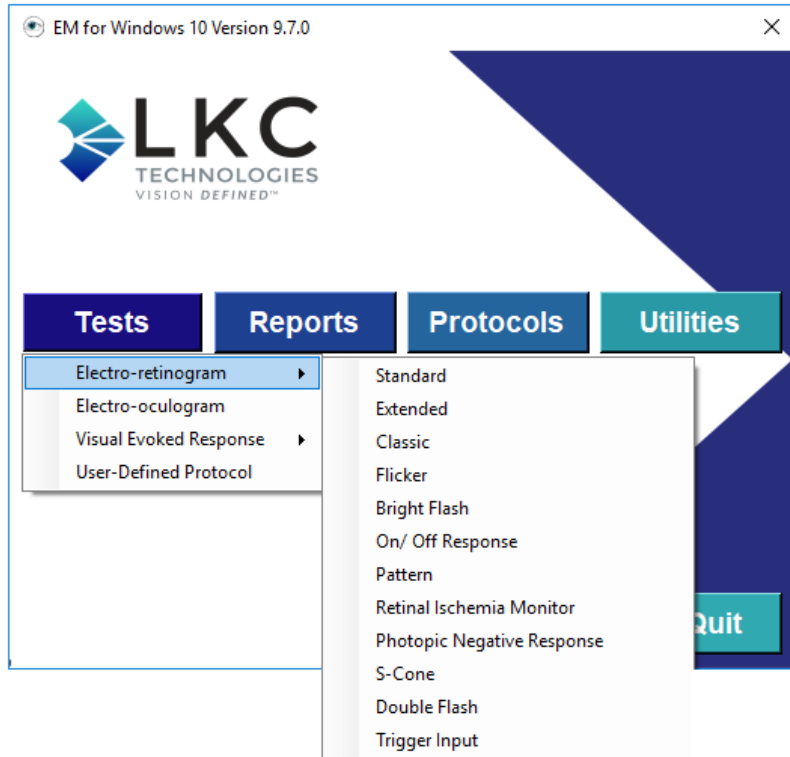 EM for Windows 10 Version 9.7.0
LKC
TECHNOLOGIES
VISION DEFINED™
Tests
Reports
Protocols
Utilities
Electro-retinogram
Electro-oculogram
Visual Evoked Response
User-Defined Protocol
Standard
Extended
Classic
Flicker
Bright Flash
On/ Off Response
Pattern
Retinal Ischemia Monitor
Photopic Negative Response
S-Cone
Double Flash
Trigger Input
Quit